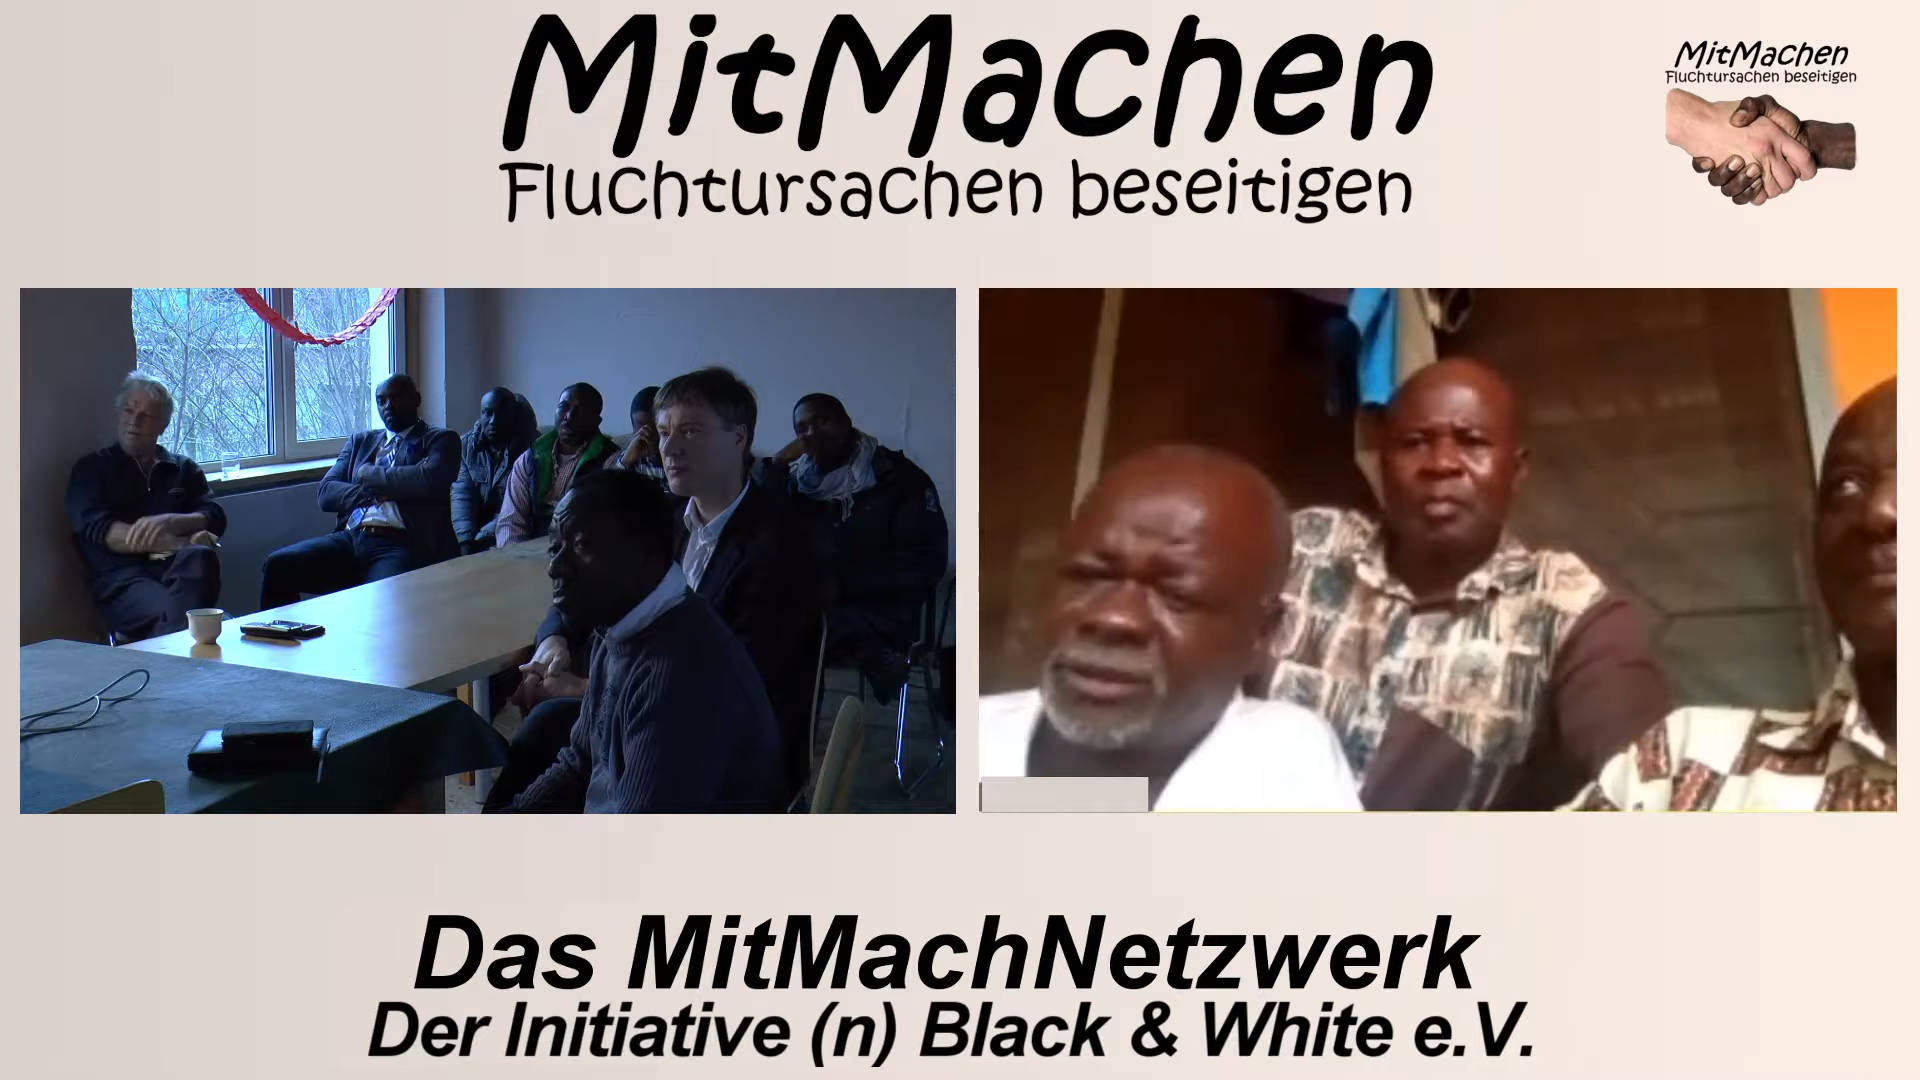 MitMachen
Fluchtursachen beseitigen
MitMachen
Fluchtursachen beseitigen
Das MitMachNetzwerk
Der Initiative (n) Black & White e.V.